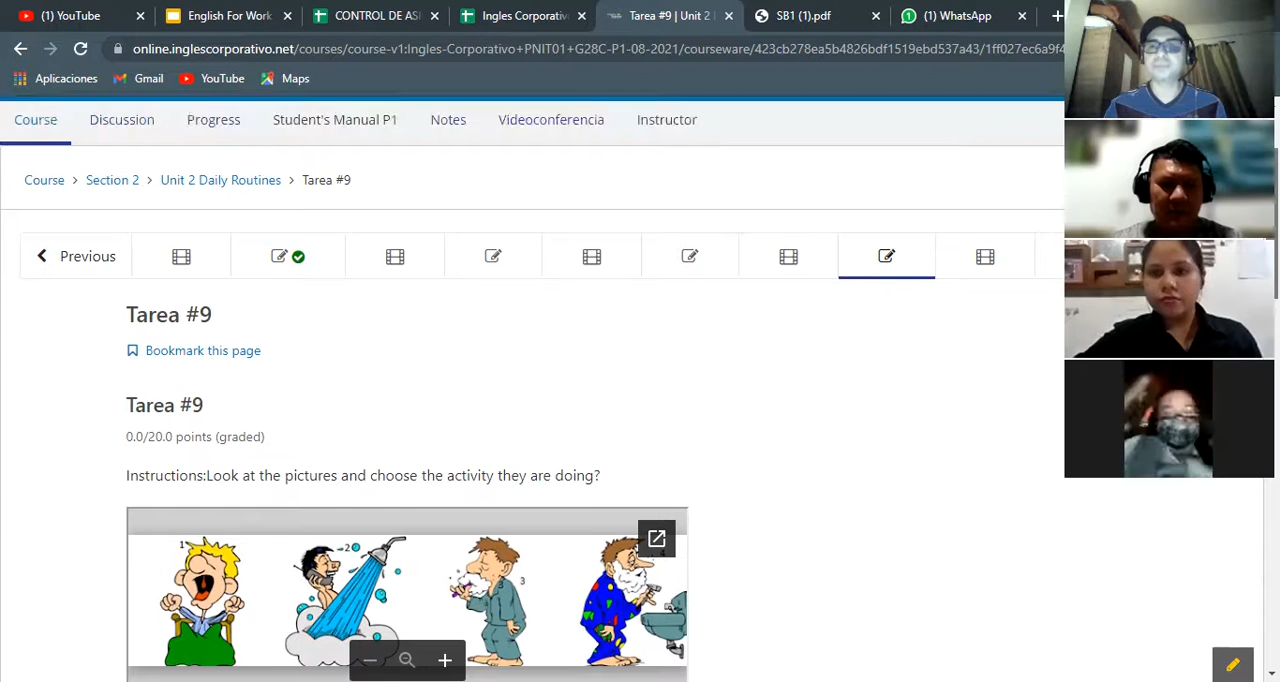 (1) YouTube
English For Work
CONTROL DE ASI
Ingles Corporativo
Tarea #9 | Unit 2
SB1 (1).pdf
(1) WhatsApp
online.inglescorporativo.net/courses/course-v1:Ingles-Corporativo+PNIT01+G28C-P1-08-2021/courseware/423cb278ea5b4826bdf1519ebd537a43/1ff027ec6a9f4
Aplicaciones
Gmail
YouTube
Maps
Course
Discussion
Progress
Student's Manual P1
Notes
Videoconferencia
Instructor
Course > Section 2 > Unit 2 Daily Routines > Tarea #9
Previous
Tarea #9
Bookmark this page
Tarea #9
0.0/20.0 points (graded)
Instructions:Look at the pictures and choose the activity they are doing?
1
2
3
4